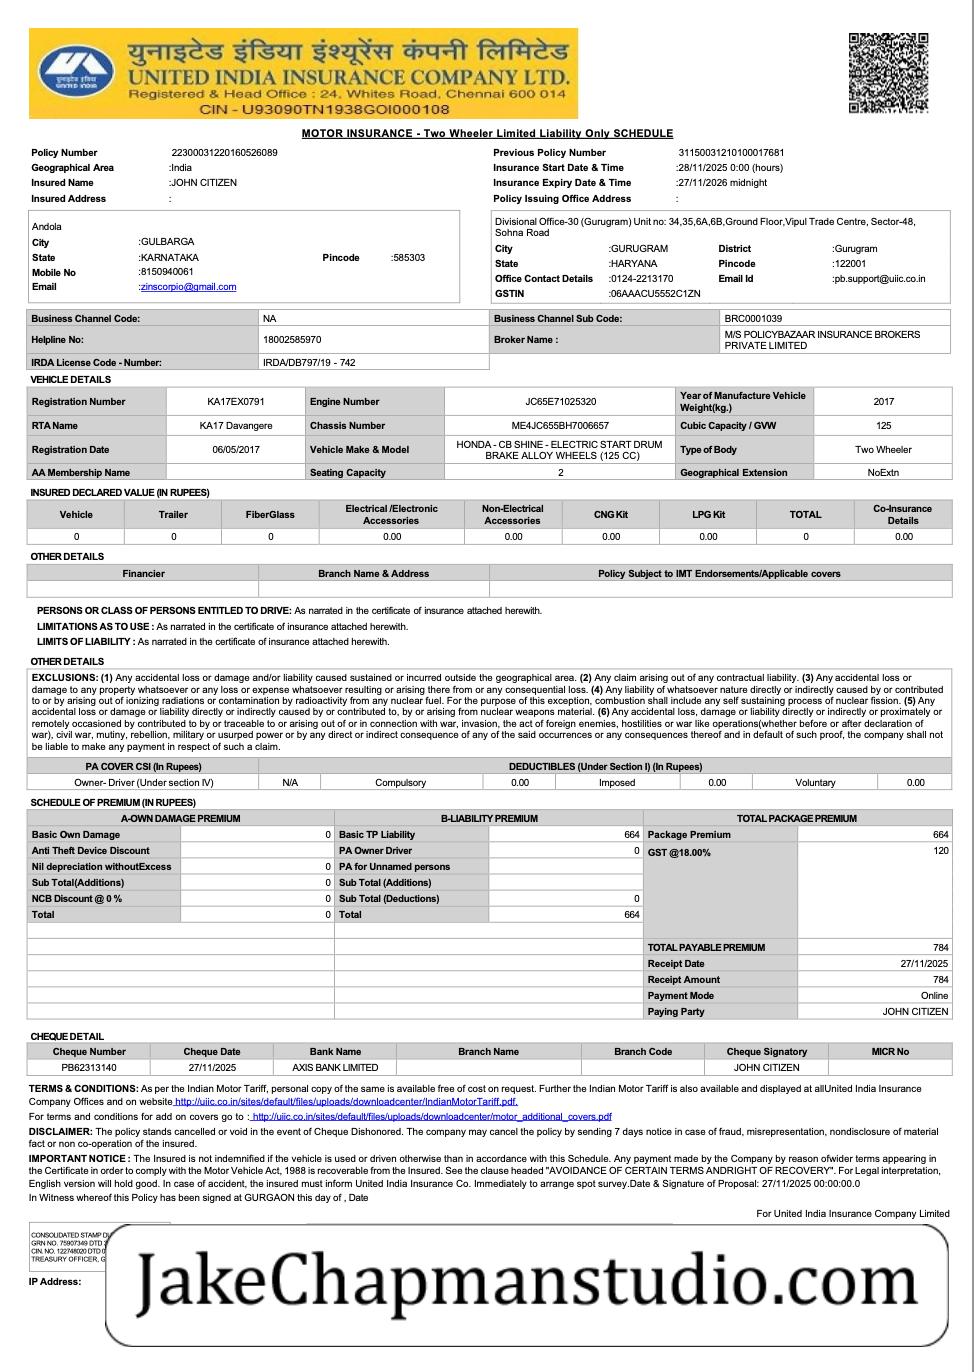 युनाइटेड इंडिया इंश्यूरेंस कंपनी लिमिटेड
UNITED INDIA INSURANCE COMPANY LTD.
Registered & Head Office : 24, Whites Road, Chennai 600 014
CIN - U93090TN1938GOI000108
युनाइटेड इंडिया
UNITED INDIA
MOTOR INSURANCE - Two Wheeler Limited Liability Only SCHEDULE
Policy Number 22300031220160526089 Previous Policy Number 31150031210100017681
Geographical Area :India Insurance Start Date & Time :28/11/2025 0:00 (hours)
Insured Name :JOHN CITIZEN Insurance Expiry Date & Time :27/11/2026 midnight
Insured Address : Policy Issuing Office Address :
Andola
City :GULBARGA
State :KARNATAKA Pincode :585303
Mobile No :8150940061
Email :zinscorpio@gmail.com
Divisional Office-30 (Gurugram) Unit no: 34,35,6A,6B,Ground Floor,Vipul Trade Centre, Sector-48,
Sohna Road
City :GURUGRAM District :Gurugram
State :HARYANA Pincode :122001
Office Contact Details :0124-2213170 Email Id :pb.support@uiic.co.in
GSTIN :06AAACU5552C1ZN
Business Channel Code: NA Business Channel Sub Code: BRC0001039
Helpline No: 18002585970 Broker Name : M/S POLICYBAZAAR INSURANCE BROKERS
PRIVATE LIMITED
IRDA License Code - Number: IRDA/DB797/19 - 742
VEHICLE DETAILS
Registration Number KA17EX0791 Engine Number JC65E71025320 Year of Manufacture Vehicle
Weight(kg.) 2017
RTA Name KA17 Davangere Chassis Number ME4JC655BH7006657 Cubic Capacity / GVW 125
Registration Date 06/05/2017 Vehicle Make & Model HONDA - CB SHINE - ELECTRIC START DRUM
BRAKE ALLOY WHEELS (125 CC) Type of Body Two Wheeler
AA Membership Name Seating Capacity 2 Geographical Extension NoExtn
INSURED DECLARED VALUE (IN RUPEES)
Vehicle Trailer FiberGlass Electrical /Electronic
Accessories Non-Electrical
Accessories CNG Kit LPG Kit TOTAL Co-Insurance
Details
0 0 0 0.00 0.00 0.00 0.00 0 0.00
OTHER DETAILS
Financier Branch Name & Address Policy Subject to IMT Endorsements/Applicable covers
PERSONS OR CLASS OF PERSONS ENTITLED TO DRIVE: As narrated in the certificate of insurance attached herewith.
LIMITATIONS AS TO USE : As narrated in the certificate of insurance attached herewith.
LIMITS OF LIABILITY : As narrated in the certificate of insurance attached herewith.
OTHER DETAILS
EXCLUSIONS: (1) Any accidental loss or damage and/or liability caused sustained or incurred outside the geographical area. (2) Any claim arising out of any contractual liability. (3) Any accidental loss or
damage to any property whatsoever or any loss or expense whatsoever resulting or arising there from or any consequential loss. (4) Any liability of whatsoever nature directly or indirectly caused by or contributed
to or by arising out of ionizing radiations or contamination by radioactivity from any nuclear fuel. For the purpose of this exception, combustion shall include any self sustaining process of nuclear fission. (5) Any
accidental loss or damage or liability directly or indirectly caused by or contributed to, by or arising from nuclear weapons material. (6) Any accidental loss, damage or liability directly or indirectly or proximately or
remotely occasioned by contributed to by or traceable to or arising out of or in connection with war, invasion, the act of foreign enemies, hostilities or war like operations(whether before or after declaration of
war), civil war, mutiny, rebellion, military or usurped power or by any direct or indirect consequence of any of the said occurrences or any consequences thereof and in default of such proof, the company shall not
be liable to make any payment in respect of such a claim.
PA COVER CSI (In Rupees) DEDUCTIBLES (Under Section I) (In Rupees)
Owner- Driver (Under section IV) N/A Compulsory 0.00 Imposed 0.00 Voluntary 0.00
SCHEDULE OF PREMIUM (IN RUPEES)
A-OWN DAMAGE PREMIUM B-LIABILITY PREMIUM TOTAL PACKAGE PREMIUM
Basic Own Damage 0 Basic TP Liability 664 Package Premium 664
Anti Theft Device Discount PA Owner Driver 0 GST @18.00% 120
Nil depreciation withoutExcess 0 PA for Unnamed persons
Sub Total(Additions) 0 Sub Total (Additions)
NCB Discount @ 0 % 0 Sub Total (Deductions) 0
Total 0 Total 664
TOTAL PAYABLE PREMIUM 784
Receipt Date 27/11/2025
Receipt Amount 784
Payment Mode Online
Paying Party JOHN CITIZEN
CHEQUE DETAIL
Cheque Number Cheque Date Bank Name Branch Name Branch Code Cheque Signatory MICR No
PB62313140 27/11/2025 AXIS BANK LIMITED JOHN CITIZEN
TERMS & CONDITIONS: As per the Indian Motor Tariff, personal copy of the same is available free of cost on request. Further the Indian Motor Tariff is also available and displayed at allUnited India Insurance
Company Offices and on website http://uiic.co.in/sites/default/files/uploads/downloadcenter/IndianMotorTariff.pdf.
For terms and conditions for add on covers go to : http://uiic.co.in/sites/default/files/uploads/downloadcenter/motor_additional_covers.pdf
DISCLAIMER: The policy stands cancelled or void in the event of Cheque Dishonored. The company may cancel the policy by sending 7 days notice in case of fraud, misrepresentation, nondisclosure of material
fact or non co-operation of the insured.
IMPORTANT NOTICE : The Insured is not indemnified if the vehicle is used or driven otherwise than in accordance with this Schedule. Any payment made by the Company by reason ofwider terms appearing in
the Certificate in order to comply with the Motor Vehicle Act, 1988 is recoverable from the Insured. See the clause headed "AVOIDANCE OF CERTAIN TERMS ANDRIGHT OF RECOVERY". For Legal interpretation,
English version will hold good. In case of accident, the insured must inform United India Insurance Co. Immediately to arrange spot survey.Date & Signature of Proposal: 27/11/2025 00:00:00.0
In Witness whereof this Policy has been signed at GURGAON this day of , Date
For United India Insurance Company Limited
CONSOLIDATED STAMP
GRN NO. 75907349 DTD
CIN. NO. 122748020 DTD
TREASURY OFFICER,
IP Address:
JakeChapmanstudio.com